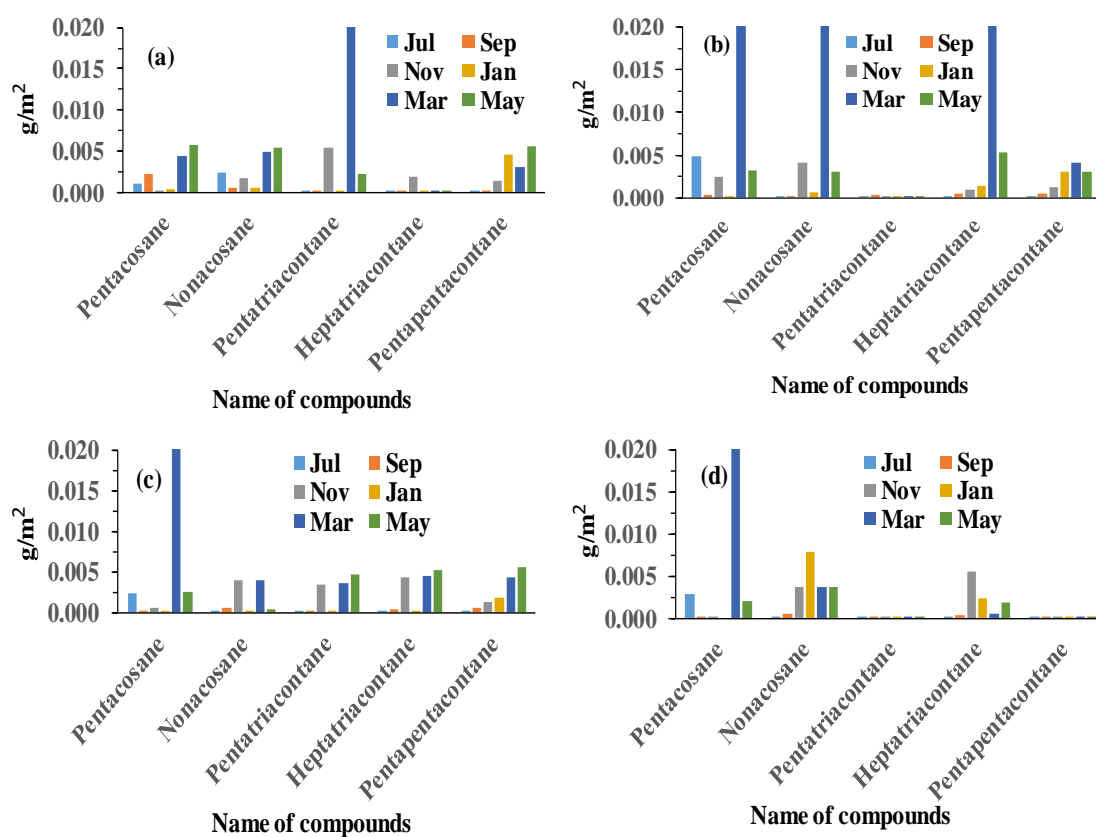 (a)
0.020
0.015
0.010
0.005
0.000
g/m²
Jul Sep
Nov Jan
Mar May
Pentacosane
Nonacosane
Pentatriacontane
Heptatriacontane
Pentapentacontane
Name of compounds
(b)
0.020
0.015
0.010
0.005
0.000
g/m²
Jul Sep
Nov Jan
Mar May
Pentacosane
Nonacosane
Pentatriacontane
Heptatriacontane
Pentapentacontane
Name of compounds
(c)
0.020
0.015
0.010
0.005
0.000
g/m²
Jul Sep
Nov Jan
Mar May
Pentacosane
Nonacosane
Pentatriacontane
Heptatriacontane
Pentapentacontane
Name of compounds
(d)
0.020
0.015
0.010
0.005
0.000
g/m²
Jul Sep
Nov Jan
Mar May
Pentacosane
Nonacosane
Pentatriacontane
Heptatriacontane
Pentapentacontane
Name of compounds